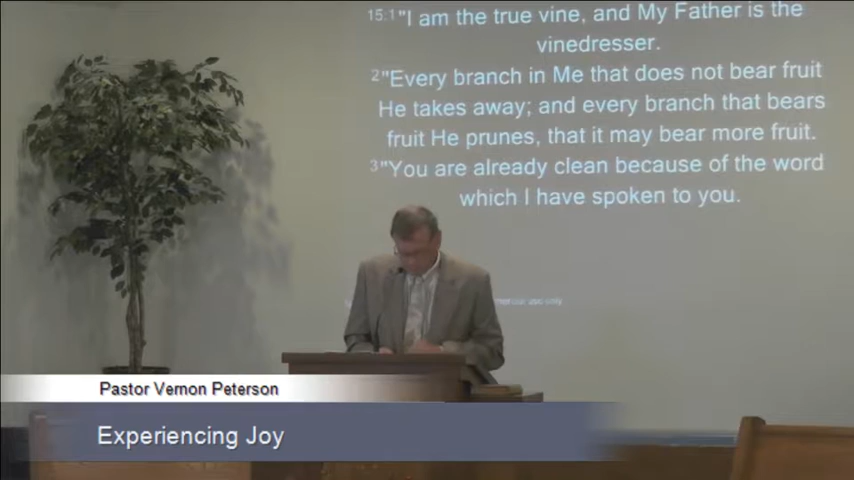 15:1"I am the true vine, and My Father is the
vinedresser.
2"Every branch in Me that does not bear fruit
He takes away; and every branch that bears
fruit He prunes, that it may bear more fruit.
3"You are already clean because of the word
which I have spoken to you.
use only
Pastor Vernon Peterson
Experiencing Joy